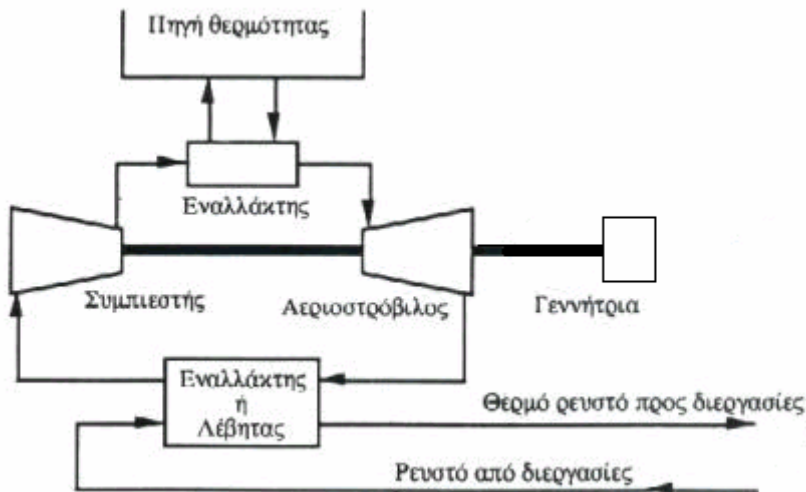 Πηγή θερμότητας
Εναλλάκτης
Συμπιεστής
Αεριοστρόβιλος
Γεννήτρια
Εναλλάκτης
ή
Λέβητας
Θερμό ρευστό προς διεργασίες
Ρευστό από διεργασίες